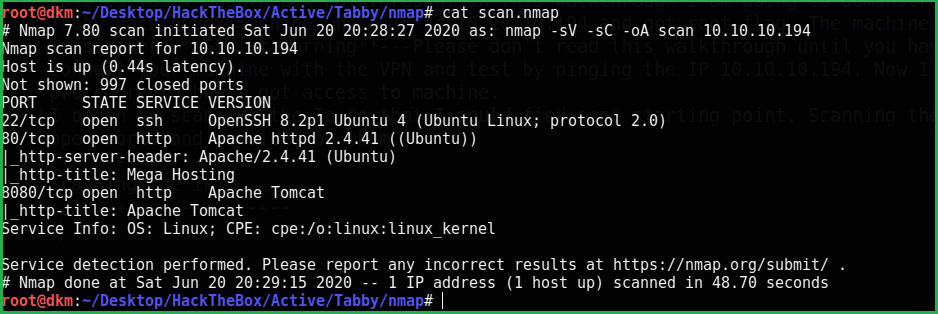 root@dkm:~/Desktop/HackTheBox/Active/Tabby/nmap# cat scan.nmap
# Nmap 7.80 scan initiated Sat Jun 20 20:28:27 2020 as: nmap -sV -sC -oA scan 10.10.10.194
Nmap scan report for 10.10.10.194
Host is up (0.44s latency).
Not shown: 997 closed ports
PORT     STATE SERVICE VERSION
22/tcp   open  ssh     OpenSSH 8.2p1 Ubuntu 4 (Ubuntu Linux; protocol 2.0)
80/tcp   open  http    Apache httpd 2.4.41 ((Ubuntu))
|_http-server-header: Apache/2.4.41 (Ubuntu)
|_http-title: Mega Hosting
8080/tcp open  http    Apache Tomcat
|_http-title: Apache Tomcat
Service Info: OS: Linux; CPE: cpe:/o:linux:linux_kernel
Service detection performed. Please report any incorrect results at https://nmap.org/submit/ .
# Nmap done at Sat Jun 20 20:29:15 2020 -- 1 IP address (1 host up) scanned in 48.70 seconds
root@dkm:~/Desktop/HackTheBox/Active/Tabby/nmap#